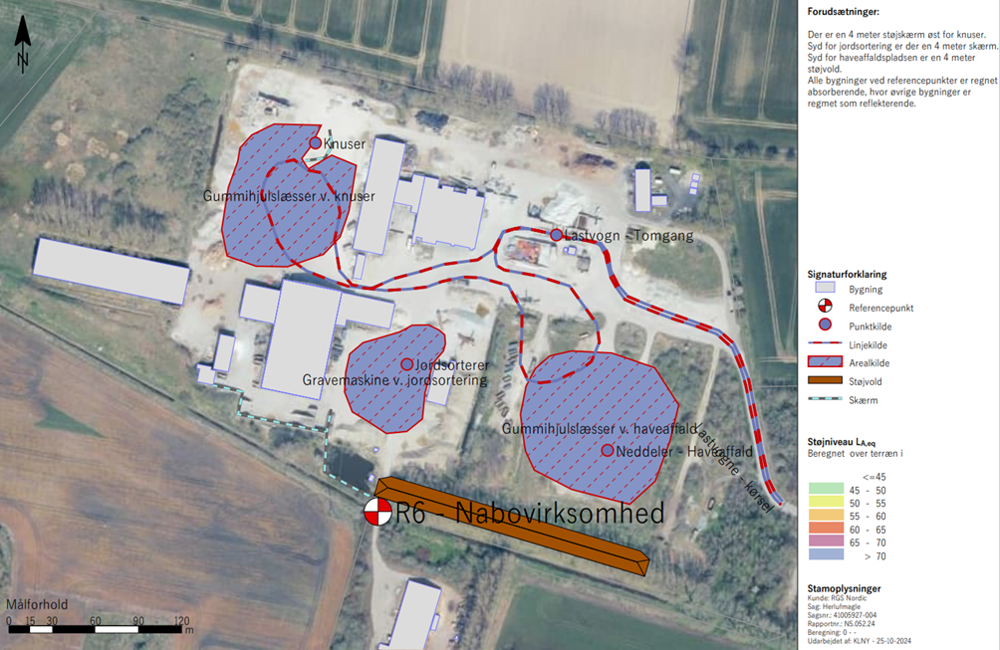 N
Knuser
Gummihjulslæsser v. knuser
Lastvogn - Tomgang
Jordsorterer
Gravemaskine v. jordsortering
Gummihjulslæsser v. haveaffald
Neddeler - Haveaffald
Lastvogne - kørsel
R6 - Nabovirksomhed
Målforhold
0 15 30 60 90 120
m
Forudsætninger:
Der er en 4 meter støjskærm øst for knuser.
Syd for jordsortering er der en 4 meter skærm.
Syd for haveaffaldspladsen er en 4 meter
støjvold.
Alle bygninger ved referencepunkter er regnet
absorberende, hvor øvrige bygninger er
regmet som reflekterende.
Signaturforklaring
Bygning
Referencepunkt
Punktkilde
Linjekilde
Arealkilde
Støjvold
Skærm
Støjniveau LA,eq
Beregnet over terræn i
<=45
45 - 50
50 - 55
55 - 60
60 - 65
65 - 70
> 70
Stamoplysninger
Kunde: RGS Nordic
Sag: Herlufmagle
Sagsnr.: 41005927-004
Rapportnr.: N5.052.24
Beregning: 0 - -
Udarbejdet af: KLNY - 25-10-2024